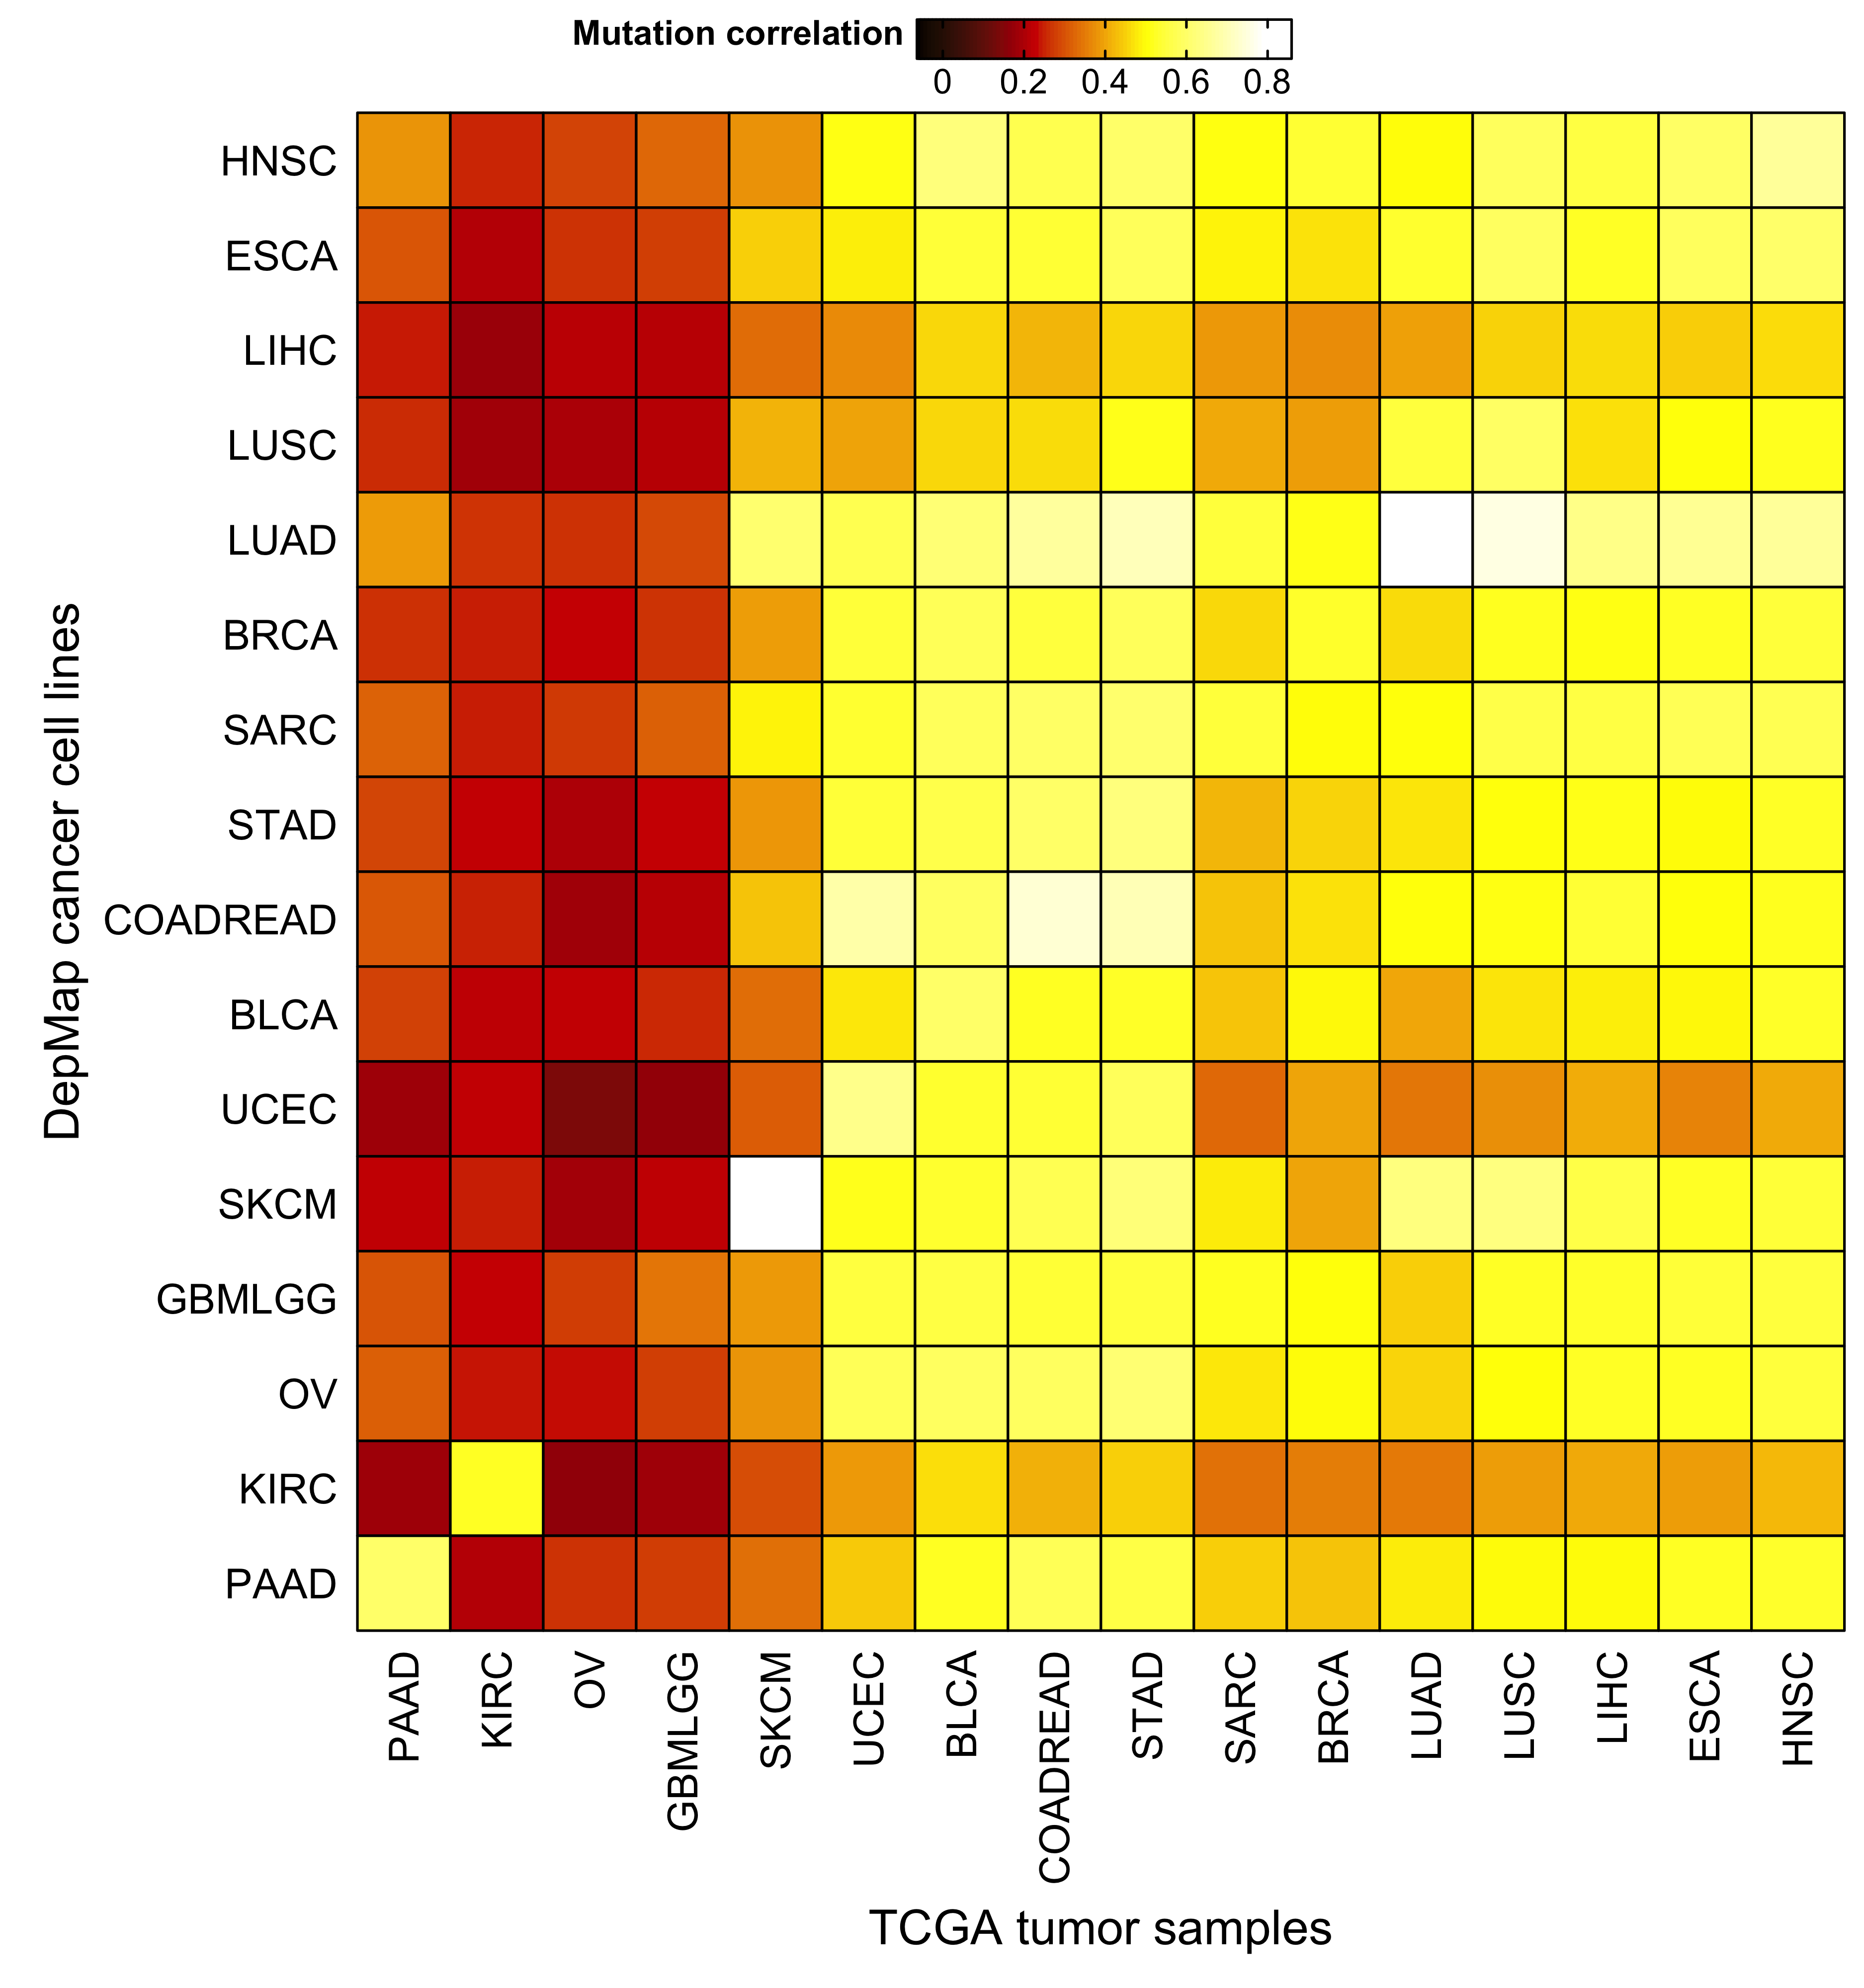 Mutation correlation
0 0.2 0.4 0.6 0.8
DepMap cancer cell lines
HNSC
ESCA
LIHC
LUSC
LUAD
BRCA
SARC
STAD
COADREAD
BLCA
UCEC
SKCM
GBMLGG
OV
KIRC
PAAD
PAAD KIRC OV GBMLGG SKCM UCEC BLCA COADREAD STAD SARC BRCA LUAD LUSC LIHC ESCA HNSC
TCGA tumor samples